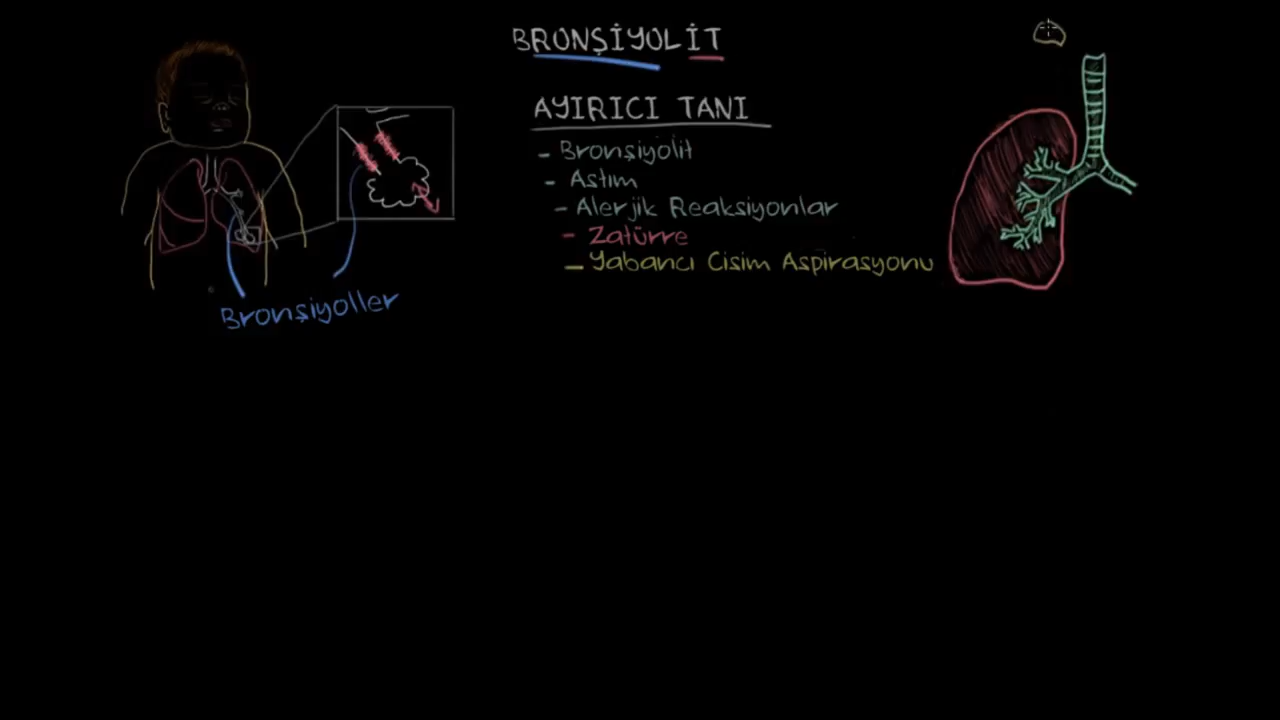 BRONŞİYOLİT
AYIRICI TANI
- Bronşiyolit
- Astım
- Alerjik Reaksiyonlar
- Zatürre
- Yabancı Cisim Aspirasyonu
Bronşiyoller